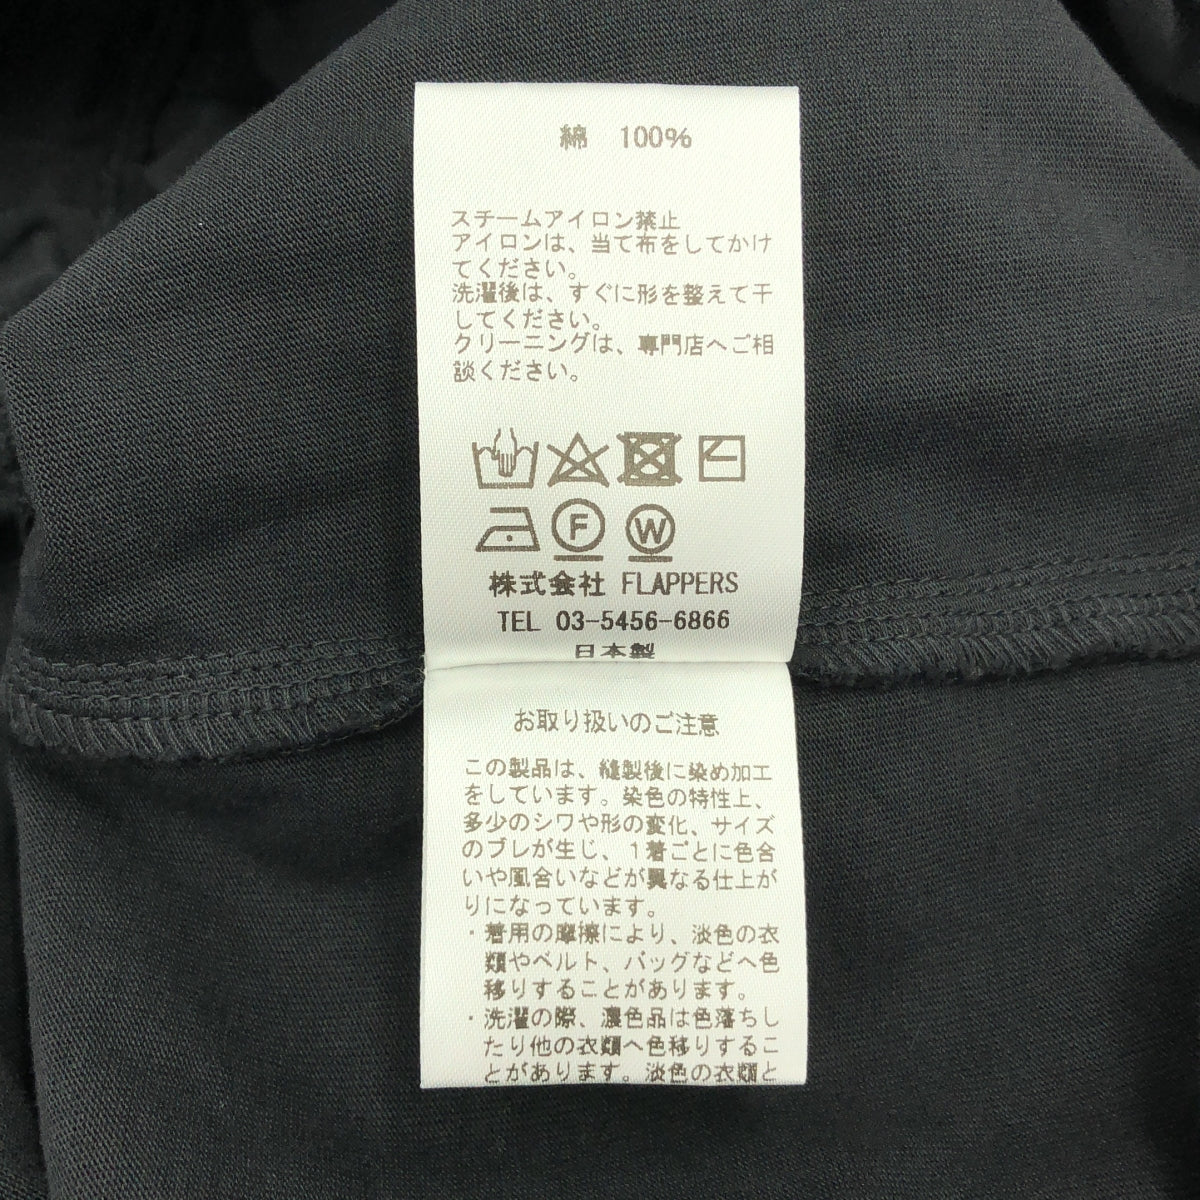 綿　100%
スチームアイロン禁止
アイロンは、当て布をしてかけ
てください。
洗濯後は、すぐに形を整えて干
してください。
クリーニングは、専門店へご相
談ください。
F W
株式会社 FLAPPERS
TEL 03-5456-6866
日本製
お取り扱いのご注意
この製品は、縫製後に染め加工
をしています。染色の特性上、
多少のシワや形の変化、サイズ
のブレが生じ、1着ごとに色合
いや風合いなどが異なる仕上が
りになっています。
・着用の摩擦により、淡色の衣
類やベルト、バッグなどへ色
移りすることがあります。
・洗濯の際、濃色品は色落ちし
たり他の衣類へ色移りするこ
とがあります。淡色の衣類と